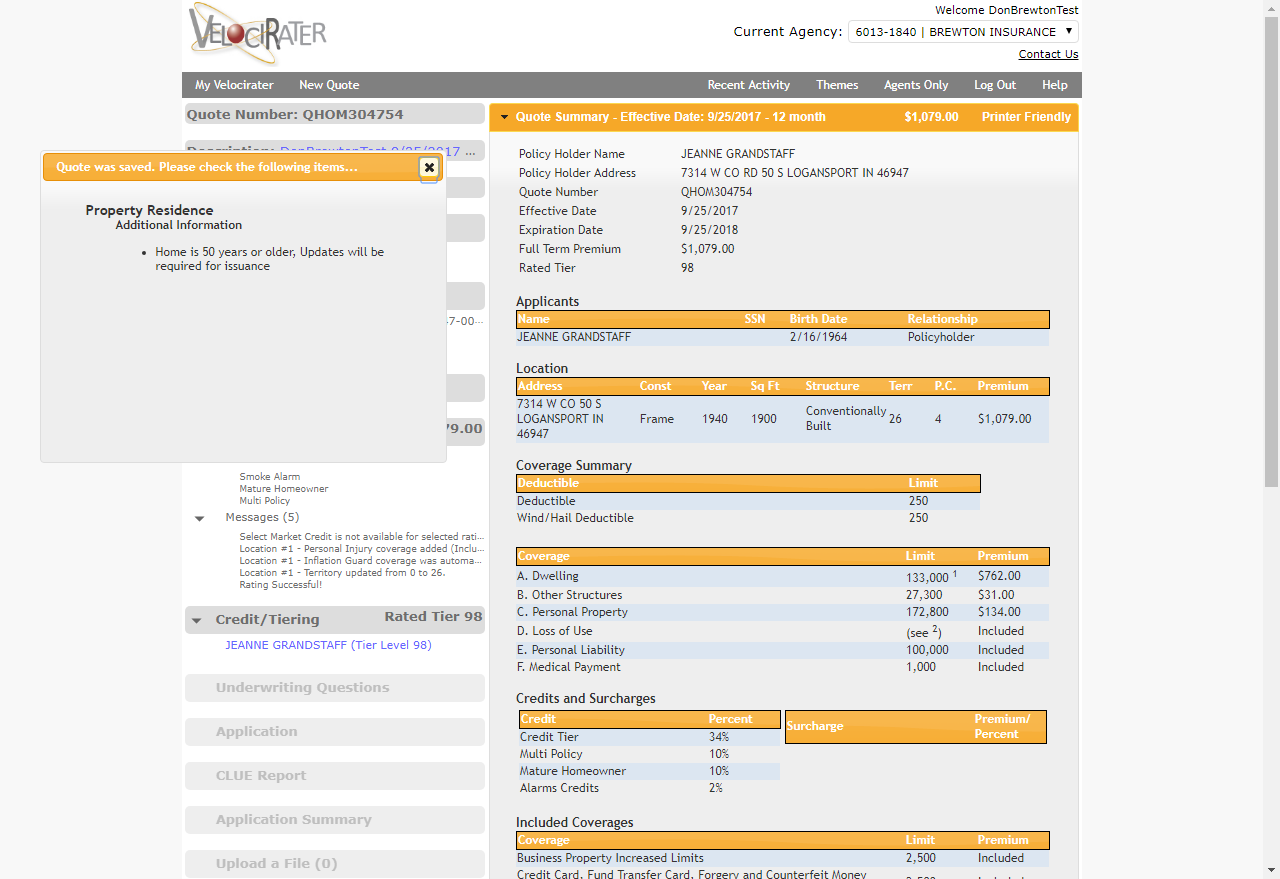 VELOCIRATER
Welcome DonBrewtonTest
Current Agency: 6013-1840 | BREWTON INSURANCE
Contact Us
My Velocirater New Quote Recent Activity Themes Agents Only Log Out Help
Quote Number: QHOM304754
Description: DonBrewtonTest 9/25/2017 ...
Quote was saved. Please check the following items...
Property Residence
Additional Information
• Home is 50 years or older, Updates will be
required for issuance
47-00...
79.00
Smoke Alarm
Mature Homeowner
Multi Policy
Messages (5)
Select Market Credit is not available for selected rati...
Location #1 - Personal Injury coverage added (Inclu...
Location #1 - Inflation Guard coverage was automa...
Location #1 - Territory updated from 0 to 26.
Rating Successful!
Credit/Tiering Rated Tier 98
JEANNE GRANDSTAFF (Tier Level 98)
Underwriting Questions
Application
CLUE Report
Application Summary
Upload a File (0)
Quote Summary - Effective Date: 9/25/2017 - 12 month $1,079.00 Printer Friendly
Policy Holder Name JEANNE GRANDSTAFF
Policy Holder Address 7314 W CO RD 50 S LOGANSPORT IN 46947
Quote Number QHOM304754
Effective Date 9/25/2017
Expiration Date 9/25/2018
Full Term Premium $1,079.00
Rated Tier 98
Applicants
Name SSN Birth Date Relationship
JEANNE GRANDSTAFF 2/16/1964 Policyholder
Location
Address Const Year Sq Ft Structure Terr P.C. Premium
7314 W CO 50 S
LOGANSPORT IN Frame 1940 1900 Conventionally 26 4 $1,079.00
46947 Built
Coverage Summary
Deductible Limit
Deductible 250
Wind/Hail Deductible 250
Coverage Limit Premium
A. Dwelling 133,000 1 $762.00
B. Other Structures 27,300 $31.00
C. Personal Property 172,800 $134.00
D. Loss of Use (see 2) Included
E. Personal Liability 100,000 Included
F. Medical Payment 1,000 Included
Credits and Surcharges
Credit Percent Surcharge Premium/
Percent
Credit Tier 34%
Multi Policy 10%
Mature Homeowner 10%
Alarms Credits 2%
Included Coverages
Coverage Limit Premium
Business Property Increased Limits 2,500 Included
Credit Card, Fund Transfer Card, Forgery and Counterfeit Money